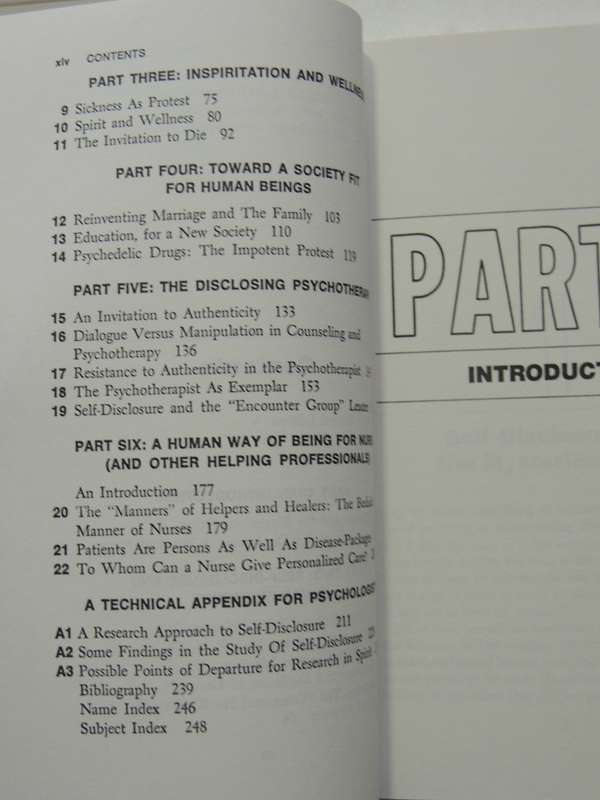 xiv CONTENTS
PART THREE: INSPIRITATION AND WELLNE
9 Sickness As Protest 75
10 Spirit and Wellness 80
11 The Invitation to Die 92
PART FOUR: TOWARD A SOCIETY FIT
FOR HUMAN BEINGS
12 Reinventing Marriage and The Family 103
13 Education, for a New Society 110
14 Psychedelic Drugs: The Impotent Protest 119
PART FIVE: THE DISCLOSING PSYCHOTHERA
15 An Invitation to Authenticity 133
16 Dialogue Versus Manipulation in Counseling and
Psychotherapy 136
17 Resistance to Authenticity in the Psychotherapist
18 The Psychotherapist As Exemplar 153
19 Self-Disclosure and the "Encounter Group" Leader
PART SIX: A HUMAN WAY OF BEING FOR NUR
(AND OTHER HELPING PROFESSIONALS)
An Introduction 177
20 The "Manners" of Helpers and Healers: The
Manner of Nurses 179
21 Patients Are Persons As Well As Disease-Package
22 To Whom Can a Nurse Give Personalized Care?
A TECHNICAL APPENDIX FOR PSYCHOLOGIST
A1 A Research Approach to Self-Disclosure 211
A2 Some Findings in the Study Of Self-Disclosure
A3 Possible Points of Departure for Research in
Bibliography 239
Name Index 246
Subject Index 248
PART
INTRODUCT